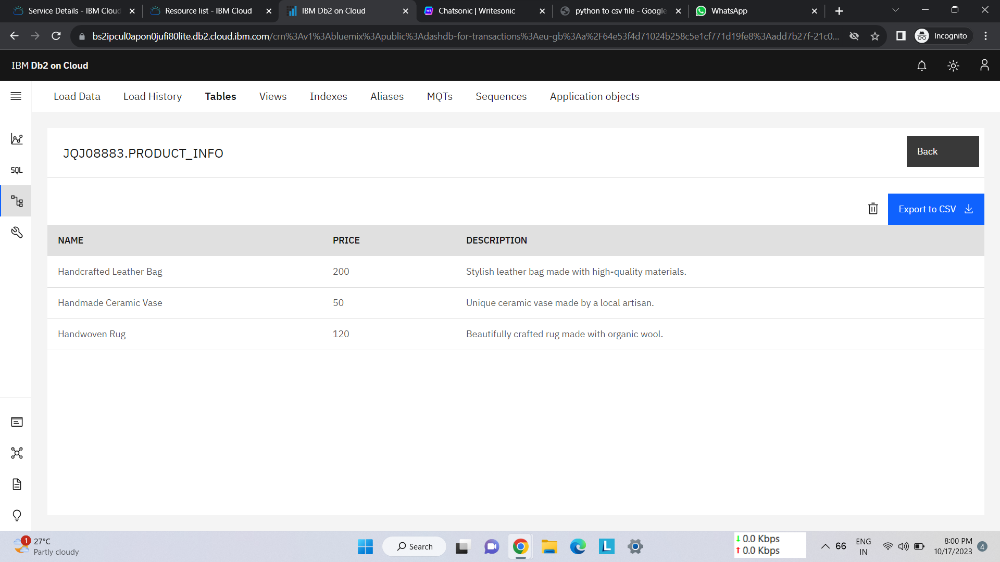 Service Details - IBM Cloud
Resource list - IBM Cloud
IBM Db2 on Cloud
Chatsonic | Writesonic
python to csv file - Google
WhatsApp
bs2ipcul0apon0jufi80lite.db2.cloud.ibm.com/crn%3Av1%3Abluemix%3Apublic%3Adashdb-for-transactions%3Aeu-gb%3Aa%2F64e53f4d71024b258c5e1cf771d19fe8%3Aadd7b27f-21c0...
Incognito
IBM Db2 on Cloud
Load Data
Load History
Tables
Views
Indexes
Aliases
MQTs
Sequences
Application objects
SQL
JQJ08883.PRODUCT_INFO
Back
Export to CSV
NAME PRICE DESCRIPTION
Handcrafted Leather Bag 200 Stylish leather bag made with high-quality materials.
Handmade Ceramic Vase 50 Unique ceramic vase made by a local artisan.
Handwoven Rug 120 Beautifully crafted rug made with organic wool.
1
27°C
Partly cloudy
Search
L
0.0 Kbps
0.0 Kbps
66
ENG
IN
8:00 PM
10/17/2023
4